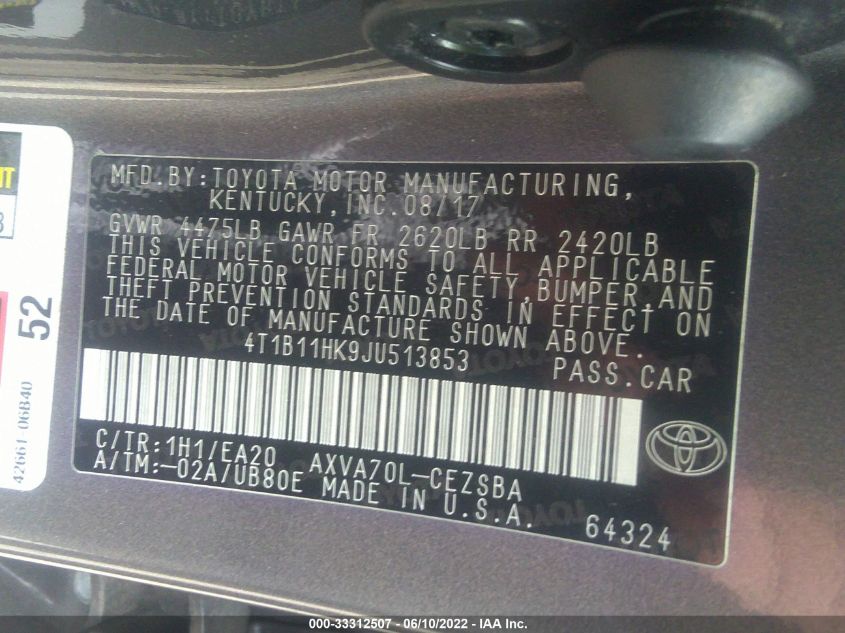 MFD.BY:TOYOTA MOTOR MANUFACTURING,
KENTUCKY,INC.08/17
GVWR 4475LB GAWR FR 2620LB RR 2420LB
THIS VEHICLE CONFORMS TO ALL APPLICABLE
FEDERAL MOTOR VEHICLE SAFETY,BUMPER,AND
THEFT PREVENTION STANDARDS IN EFFECT ON
THE DATE OF MANUFACTURE SHOWN ABOVE.
4T1B11HK9JU513853
PASS.CAR
C/TR:1H1/EA20 AXVA70L-CEZSBA
A/TM:-02A/UB80E MADE IN U.S.A.
64324
52
42661 06B40
000-33312507 - 06/10/2022 - IAA Inc.